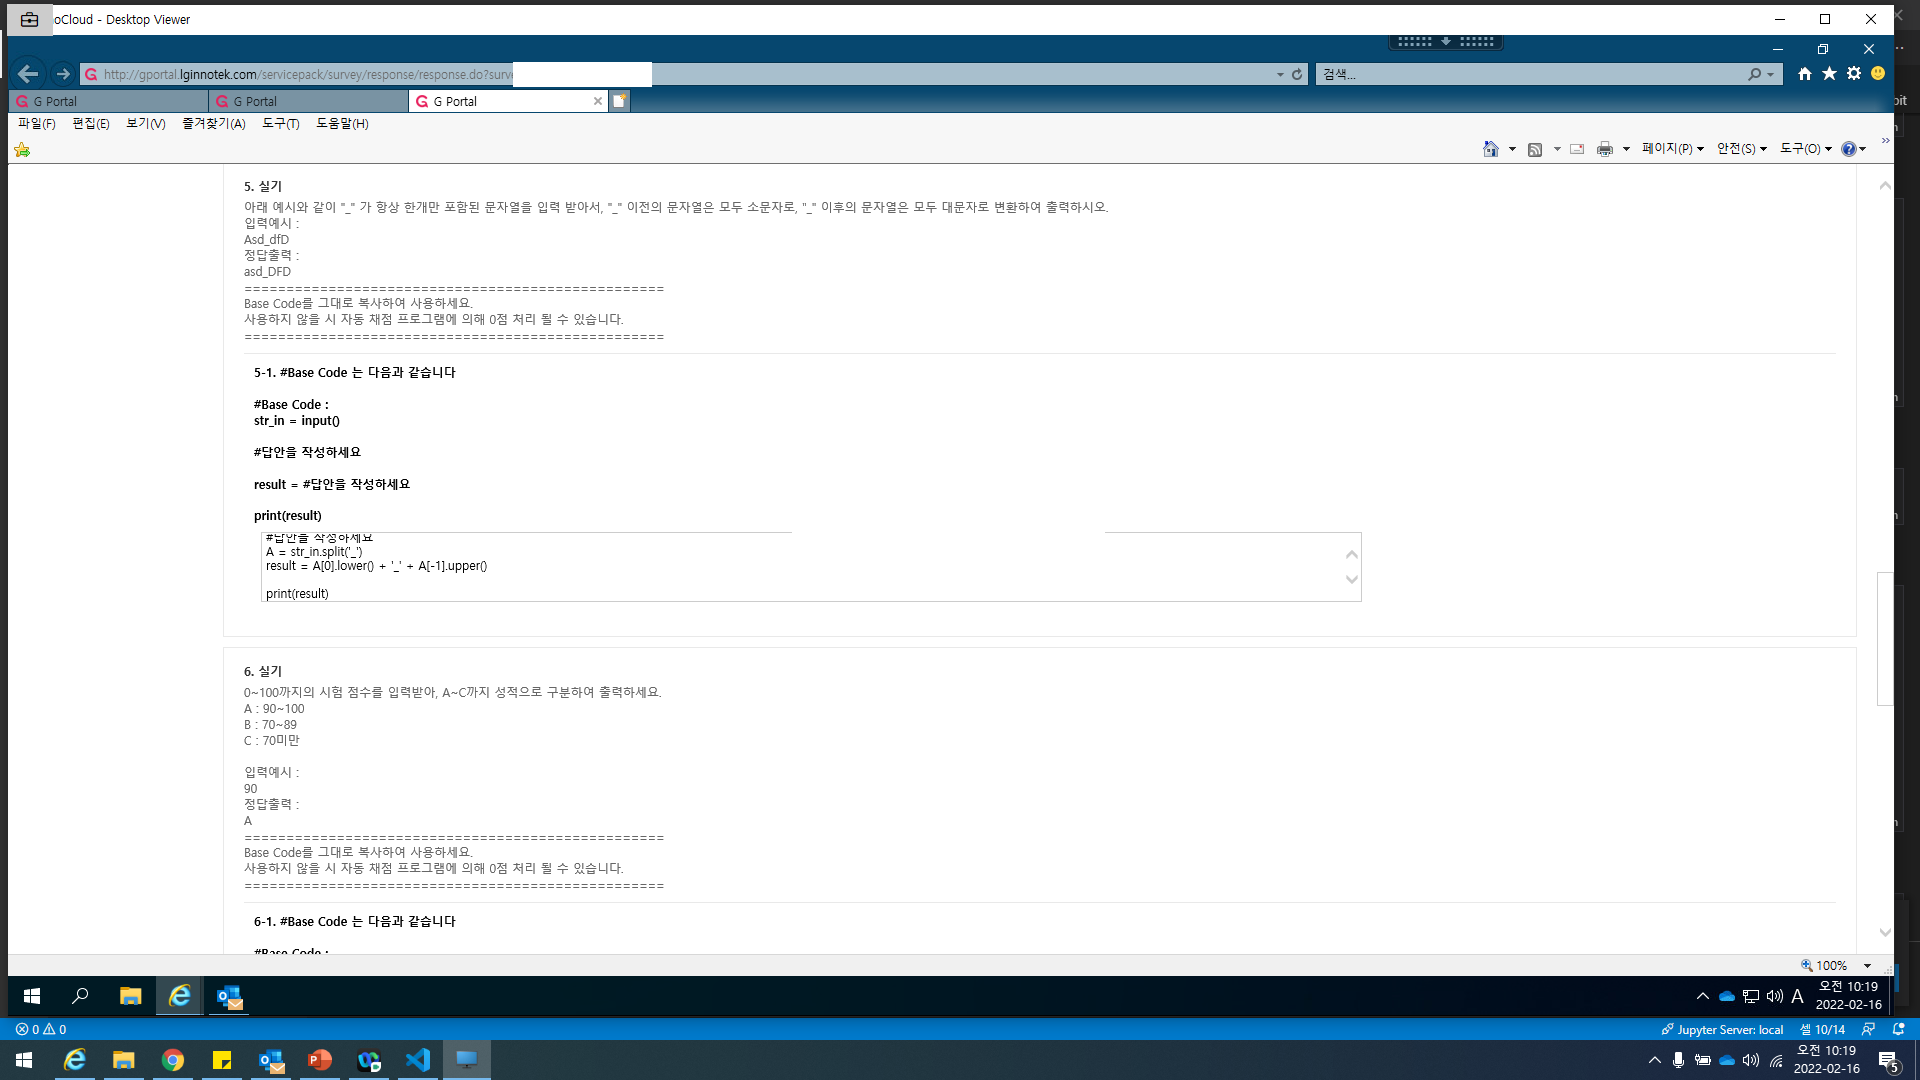 oCloud - Desktop Viewer
http://gportal.lginnotek.com/servicepack/survey/response/response.do?surv
검색...
G Portal
G Portal
G Portal
파일(F) 편집(E) 보기(V) 즐겨찾기(A) 도구(T) 도움말(H)
페이지(P) 안전(S) 도구(O)
5. 실기
아래 예시와 같이 "_" 가 항상 한개만 포함된 문자열을 입력 받아서, "_" 이전의 문자열은 모두 소문자로, "_" 이후의 문자열은 모두 대문자로 변환하여 출력하시오.
입력예시 :
Asd_dfD
정답출력 :
asd_DFD
==================================================
Base Code를 그대로 복사하여 사용하세요.
사용하지 않을 시 자동 채점 프로그램에 의해 0점 처리 될 수 있습니다.
==================================================
5-1. #Base Code 는 다음과 같습니다
#Base Code :
str_in = input()
#답안을 작성하세요
result = #답안을 작성하세요
print(result)
#답안을 작성하세요
A = str_in.split('_')
result = A[0].lower() + '_' + A[-1].upper()
print(result)
6. 실기
0~100까지의 시험 점수를 입력받아, A~C까지 성적으로 구분하여 출력하세요.
A : 90~100
B : 70~89
C : 70미만
입력예시 :
90
정답출력 :
A
==================================================
Base Code를 그대로 복사하여 사용하세요.
사용하지 않을 시 자동 채점 프로그램에 의해 0점 처리 될 수 있습니다.
==================================================
6-1. #Base Code 는 다음과 같습니다
#Base Code :
100%
A 오전 10:19
2022-02-16
0 0
Jupyter Server: local 셀 10/14
오전 10:19
2022-02-16
5